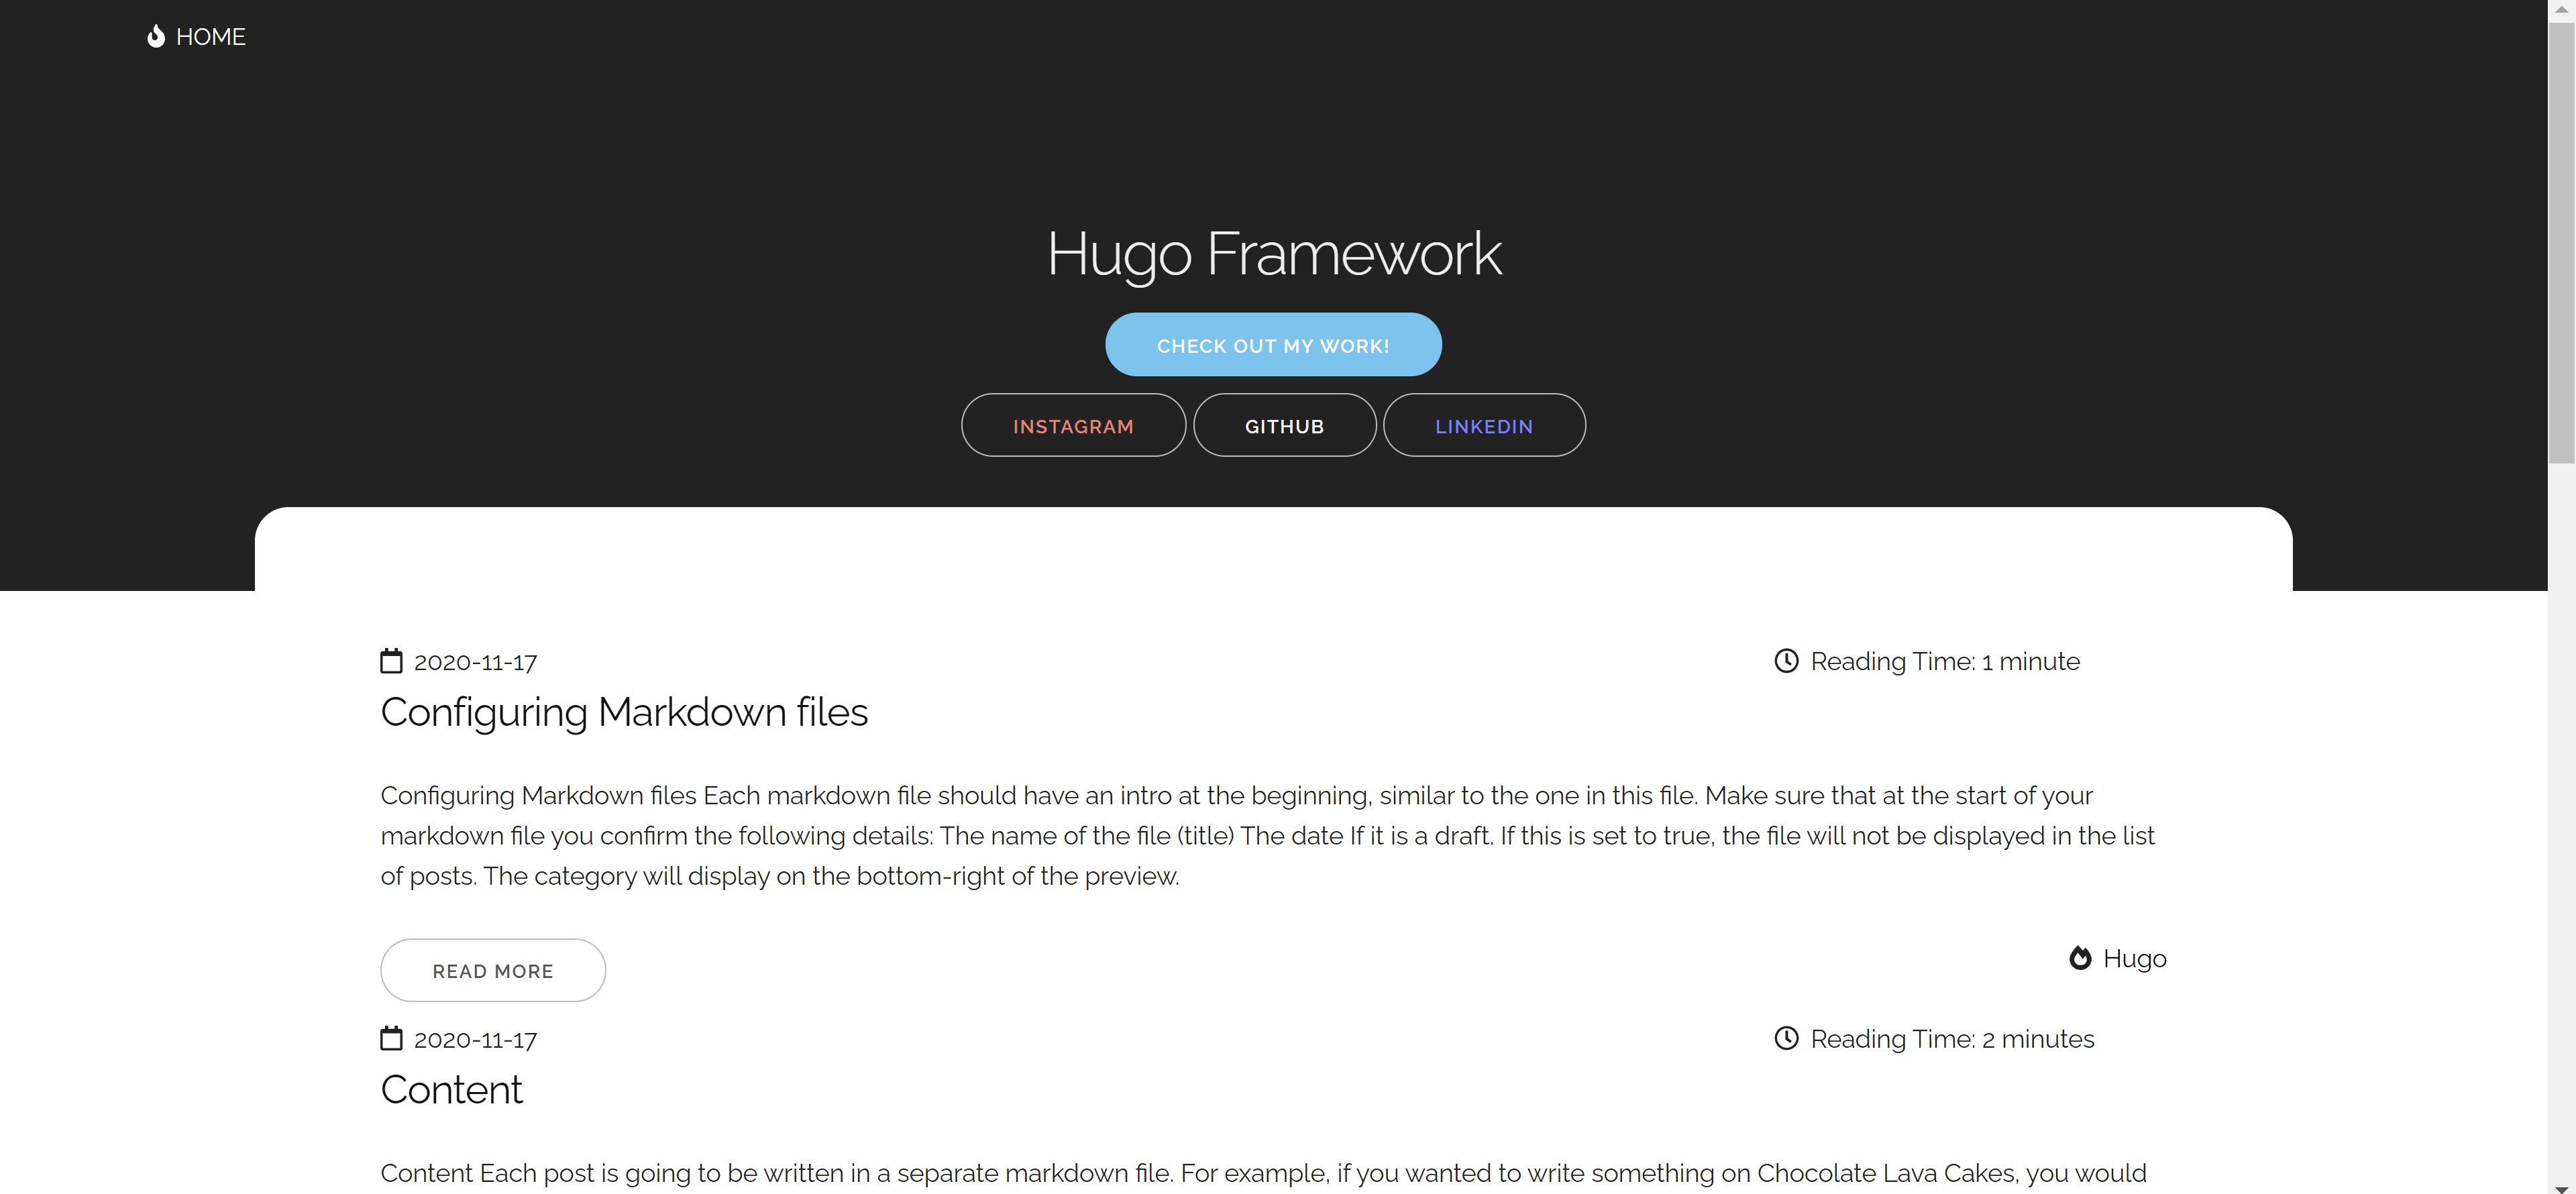 HOME
Hugo Framework
CHECK OUT MY WORK!
INSTAGRAM GITHUB LINKEDIN
2020-11-17 Reading Time: 1 minute
Configuring Markdown files
Configuring Markdown files Each markdown file should have an intro at the beginning, similar to the one in this file. Make sure that at the start of your
markdown file you confirm the following details: The name of the file (title) The date If it is a draft. If this is set to true, the file will not be displayed in the list
of posts. The category will display on the bottom-right of the preview.
READ MORE Hugo
2020-11-17 Reading Time: 2 minutes
Content
Content Each post is going to be written in a separate markdown file. For example, if you wanted to write something on Chocolate Lava Cakes, you would